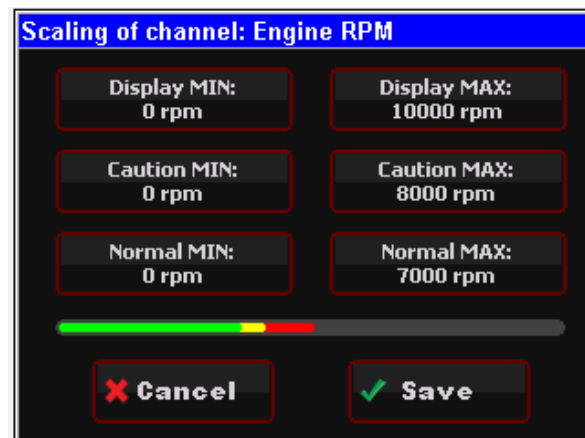 Scaling of channel: Engine RPM
Display MIN:
0 rpm
Display MAX:
10000 rpm
Caution MIN:
0 rpm
Caution MAX:
8000 rpm
Normal MIN:
0 rpm
Normal MAX:
7000 rpm
Cancel
Save